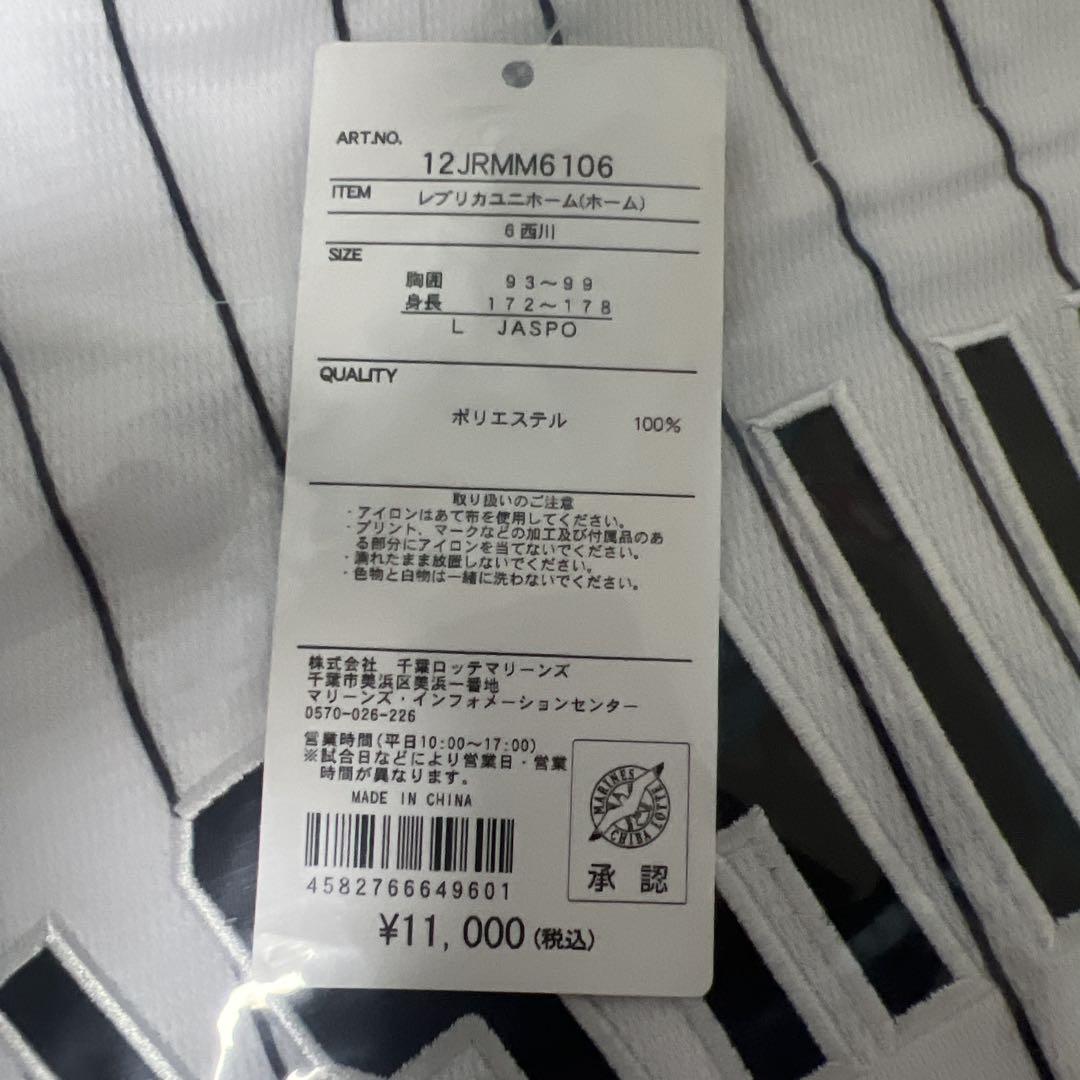 ART.NO.
12JRMM6106
ITEM レプリカユニホーム(ホーム)
6 西川
SIZE
胸囲 93～99
身長 172～178
L JASPO
QUALITY
ポリエステル 100%
取り扱いのご注意
・アイロンはあて布を使用してください。
・プリント、マークなどの加工及び付属品のあ
る部分にアイロンを当てないでください。
・濡れたまま放置しないでください。
・色物と白物は一緒に洗わないでください。
株式会社 千葉ロッテマリーンズ
千葉市美浜区美浜一番地
マリーンズ・インフォメーションセンター
0570-026-226
営業時間(平日10:00～17:00)
※試合日などにより営業日・営業
時間が異なります。
MADE IN CHINA
4582766649601
¥11,000 (税込)
MARINES
CHIBA LOTTE
承認